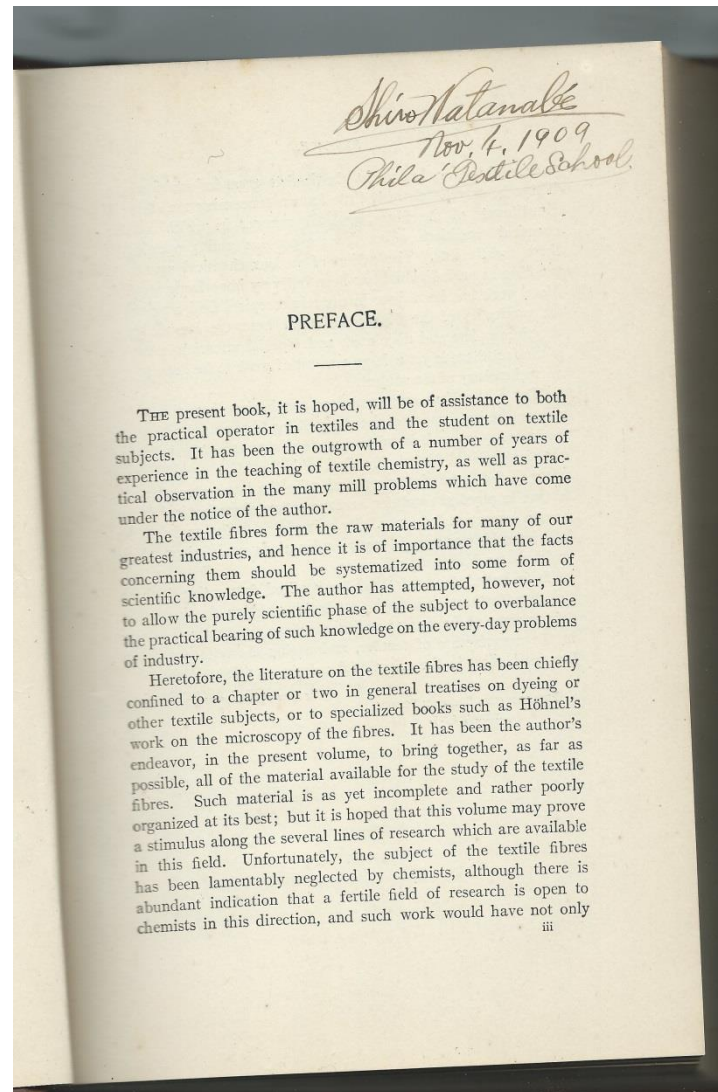 Shiro Watanabé
Nov. 4, 1909
Phila' Textile School.
PREFACE.
THE present book, it is hoped, will be of assistance to both
the practical operator in textiles and the student on textile
subjects. It has been the outgrowth of a number of years of
experience in the teaching of textile chemistry, as well as prac-
tical observation in the many mill problems which have come
under the notice of the author.
The textile fibres form the raw materials for many of our
greatest industries, and hence it is of importance that the facts
concerning them should be systematized into some form of
scientific knowledge. The author has attempted, however, not
to allow the purely scientific phase of the subject to overbalance
the practical bearing of such knowledge on the every-day problems
of industry.
Heretofore, the literature on the textile fibres has been chiefly
confined to a chapter or two in general treatises on dyeing or
other textile subjects, or to specialized books such as Höhnel's
work on the microscopy of the fibres. It has been the author's
endeavor, in the present volume, to bring together, as far as
possible, all of the material available for the study of the textile
fibres. Such material is as yet incomplete and rather poorly
organized at its best; but it is hoped that this volume may prove
a stimulus along the several lines of research which are available
in this field. Unfortunately, the subject of the textile fibres
has been lamentably neglected by chemists, although there is
abundant indication that a fertile field of research is open to
chemists in this direction, and such work would have not only
iii